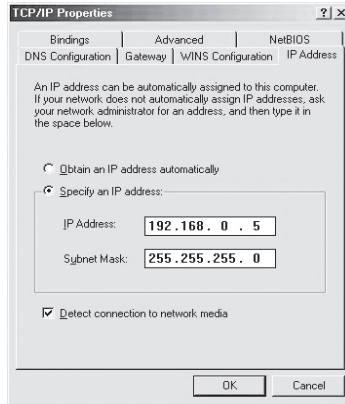 TCP/IP Properties
? x
Bindings Advanced NetBIOS
DNS Configuration Gateway WINS Configuration IP Address
An IP address can be automatically assigned to this computer.
If your network does not automatically assign IP addresses, ask
your network administrator for an address, and then type it in
the space below.
Obtain an IP address automatically
Specify an IP address:
IP Address: 192.168. 0 . 5
Subnet Mask: 255.255.255. 0
Detect connection to network media
OK Cancel